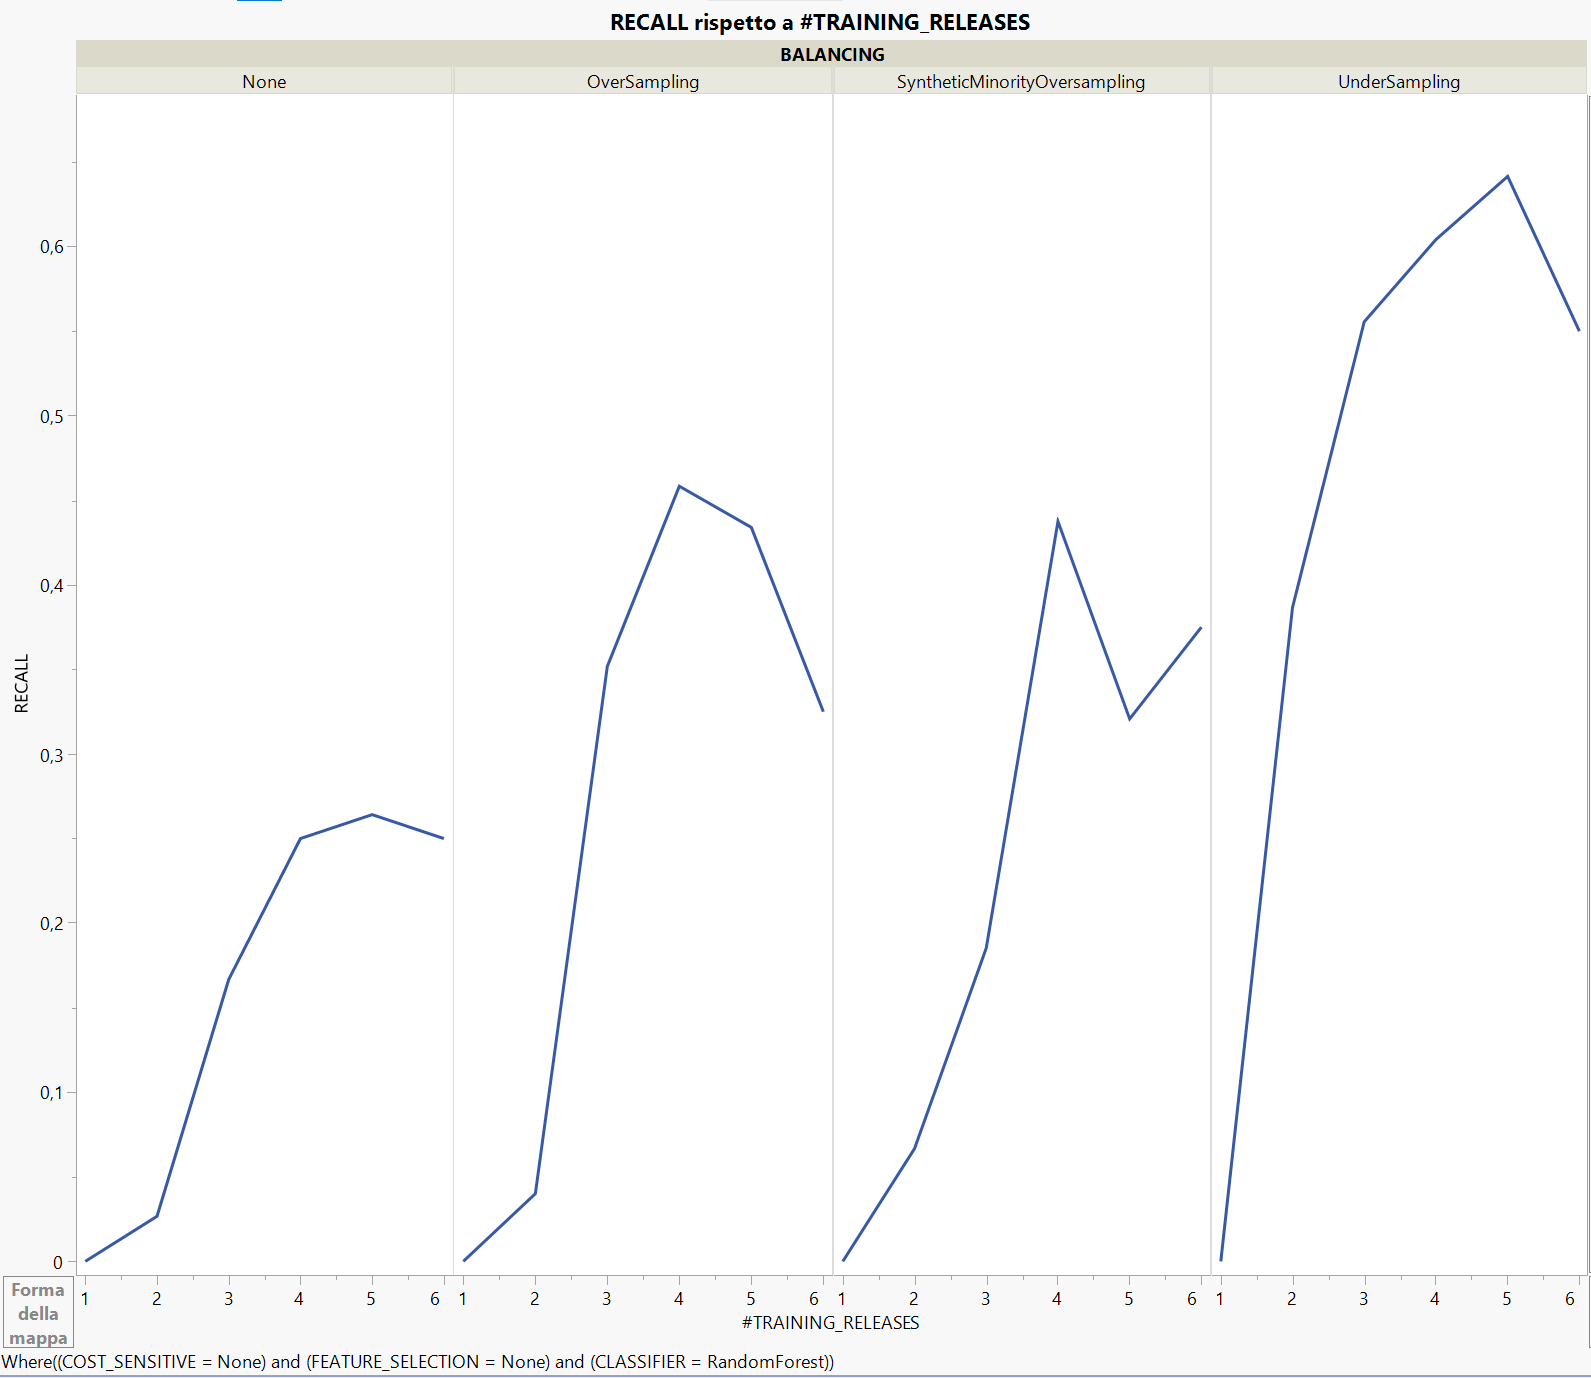 RECALL rispetto a #TRAINING_RELEASES
BALANCING
None OverSampling SyntheticMinorityOversampling UnderSampling
0,6
0,5
0,4
0,3
0,2
0,1
0
RECALL
1 2 3 4 5 6 1 2 3 4 5 6 1 2 3 4 5 6 1 2 3 4 5 6
#TRAINING_RELEASES
Forma
della
mappa
Where((COST_SENSITIVE = None) and (FEATURE_SELECTION = None) and (CLASSIFIER = RandomForest))